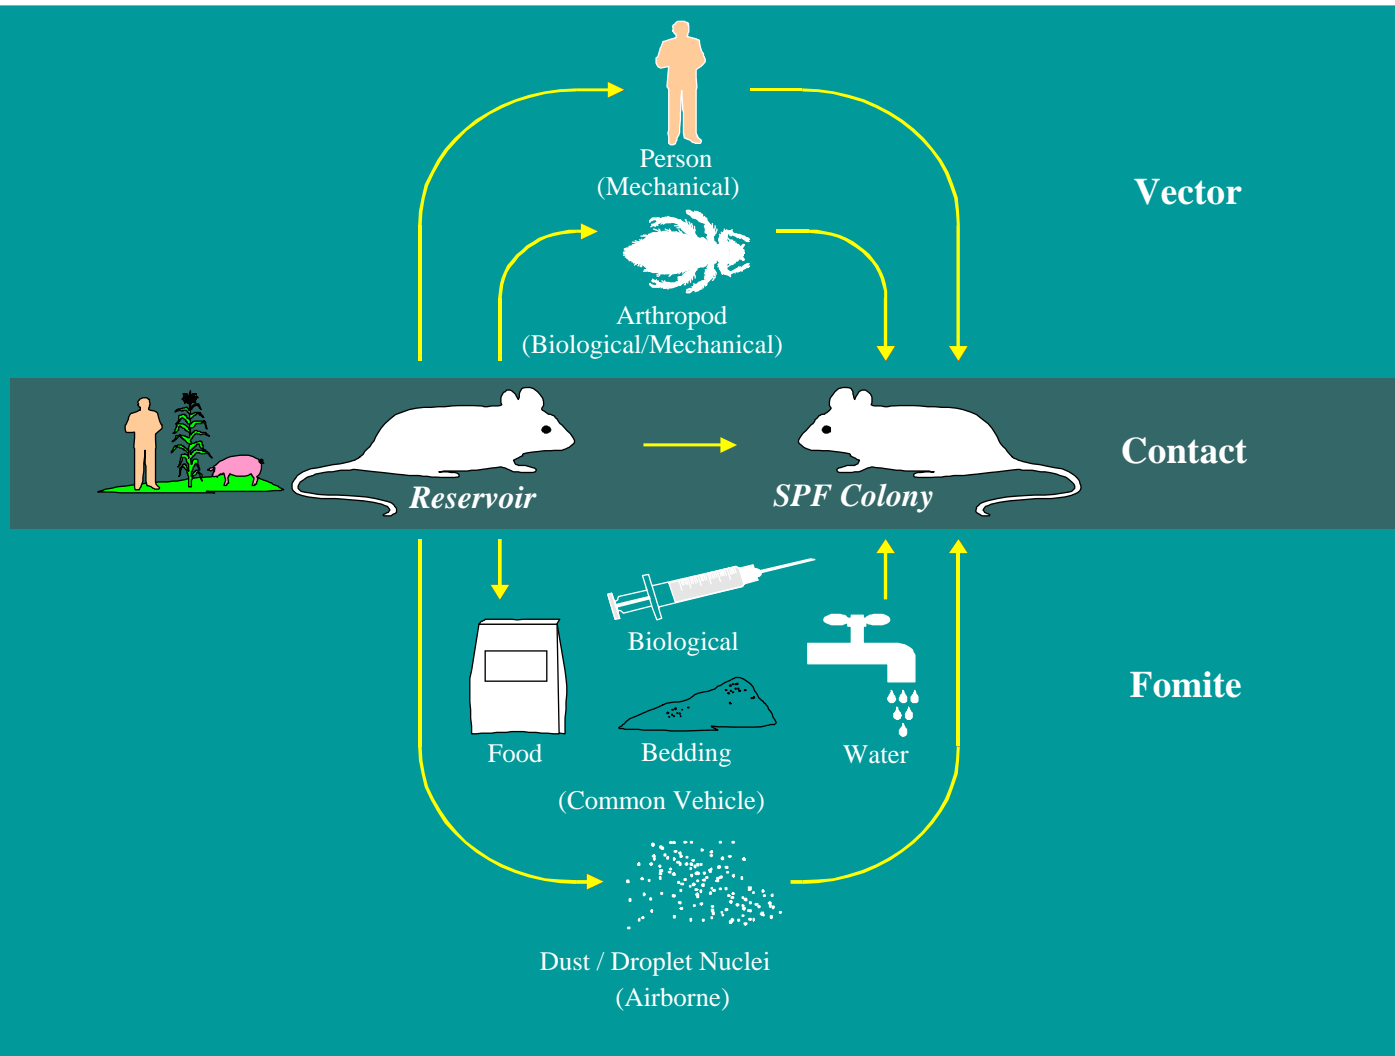 Person
(Mechanical)
Vector
Arthropod
(Biological/Mechanical)
Contact
Reservoir
SPF Colony
Biological
Fomite
Food
Bedding
Water
(Common Vehicle)
Dust / Droplet Nuclei
(Airborne)